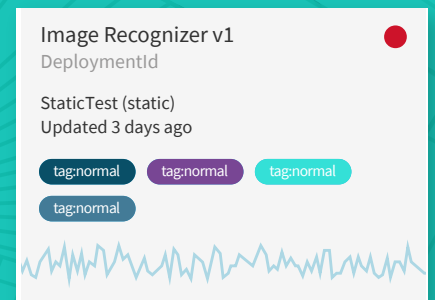 Image Recognizer v1
DeploymentId
StaticTest (static)
Updated 3 days ago
tag:normal tag:normal tag:normal
tag:normal